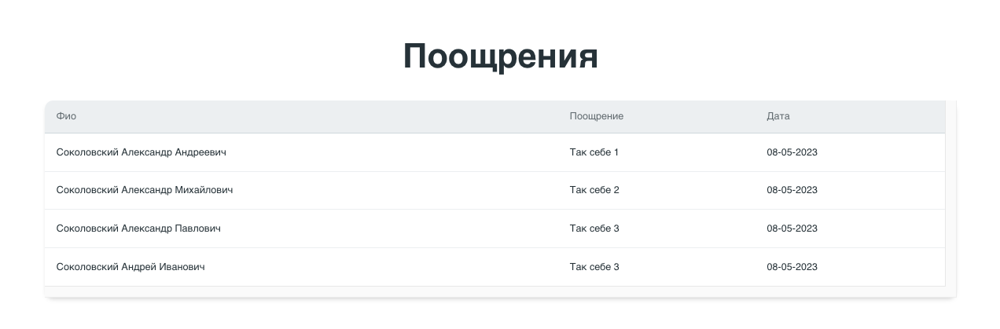 Поощрения
Фио Поощрение Дата
Соколовский Александр Андреевич Так себе 1 08-05-2023
Соколовский Александр Михайлович Так себе 2 08-05-2023
Соколовский Александр Павлович Так себе 3 08-05-2023
Соколовский Андрей Иванович Так себе 3 08-05-2023